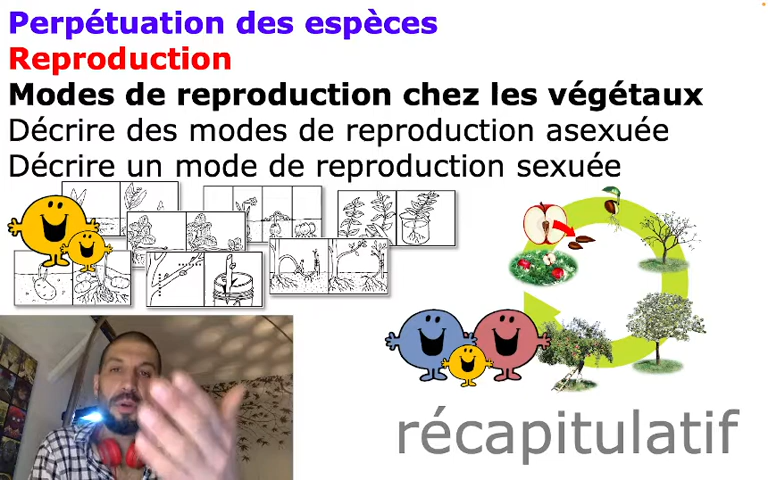 Perpétuation des espèces
Reproduction
Modes de reproduction chez les végétaux
Décrire des modes de reproduction asexuée
Décrire un mode de reproduction sexuée
récapitulatif